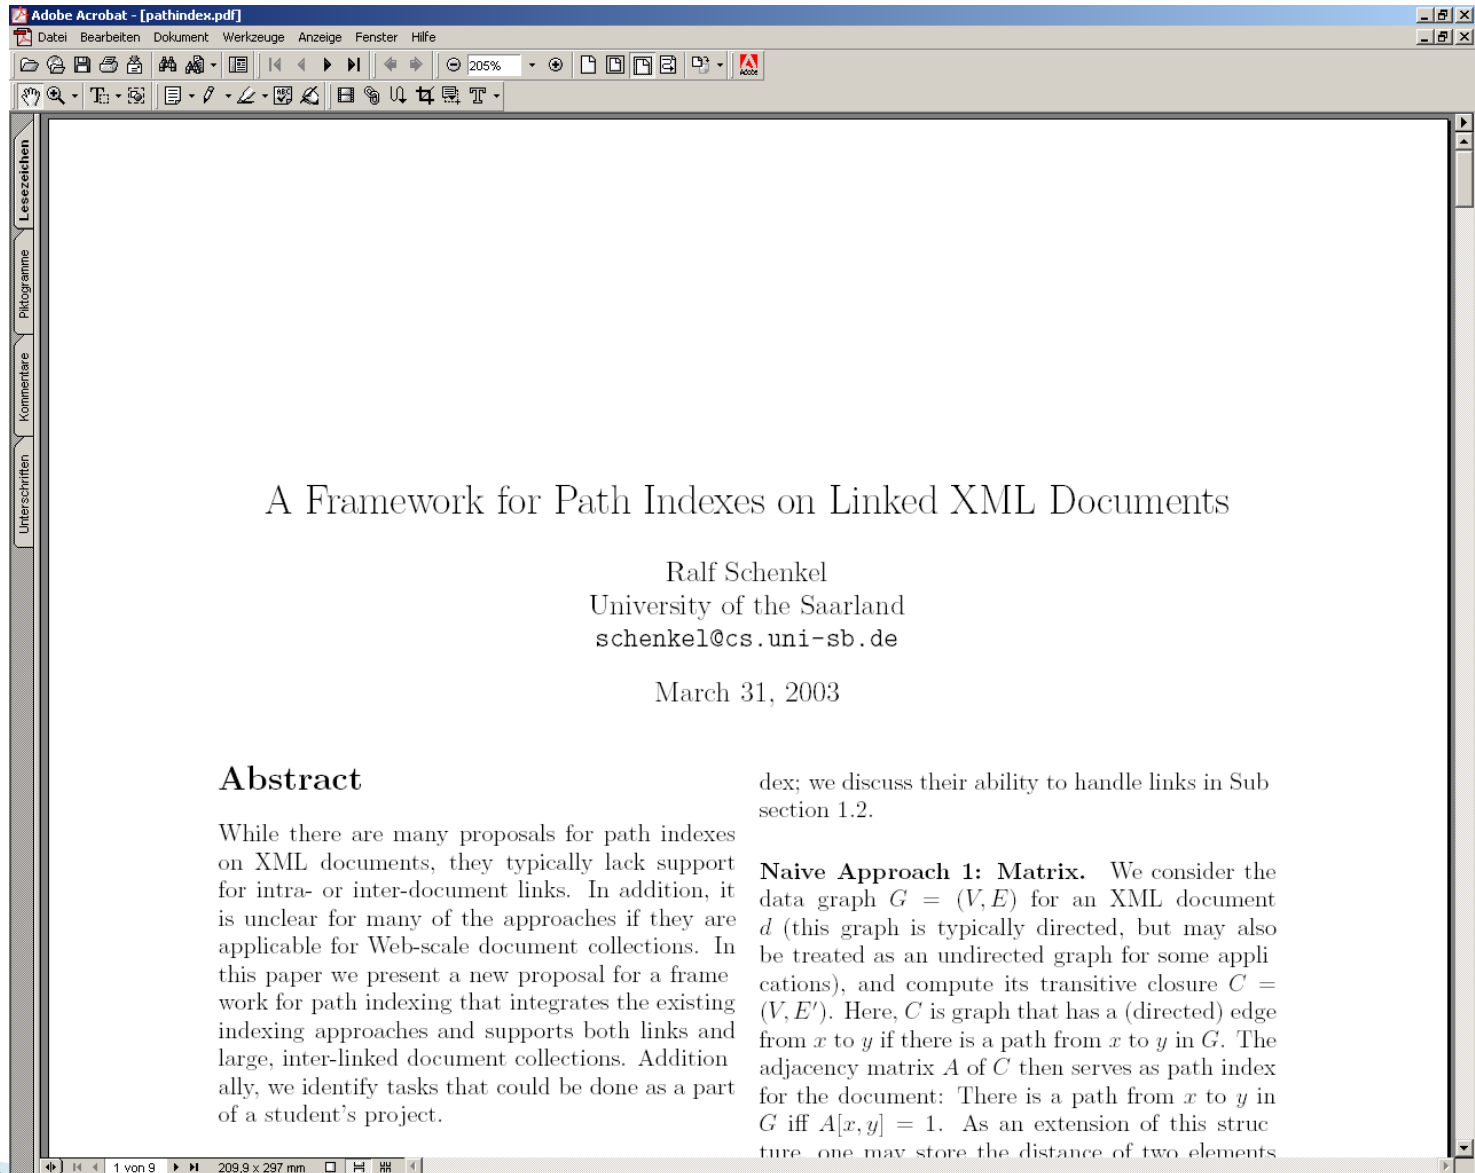 Adobe Acrobat - [pathindex.pdf]
Datei Bearbeiten Dokument Werkzeuge Anzeige Fenster Hilfe
205%
Adobe
Lesezeichen
Piktogramme
Kommentare
Unterschriften
A Framework for Path Indexes on Linked XML Documents
Ralf Schenkel
University of the Saarland
schenkel@cs.uni-sb.de
March 31, 2003
Abstract
While there are many proposals for path indexes
on XML documents, they typically lack support
for intra- or inter-document links. In addition, it
is unclear for many of the approaches if they are
applicable for Web-scale document collections. In
this paper we present a new proposal for a frame
work for path indexing that integrates the existing
indexing approaches and supports both links and
large, inter-linked document collections. Addition
ally, we identify tasks that could be done as a part
of a student's project.
dex; we discuss their ability to handle links in Sub
section 1.2.
Naive Approach 1: Matrix. We consider the
data graph G = (V, E) for an XML document
d (this graph is typically directed, but may also
be treated as an undirected graph for some appli
cations), and compute its transitive closure C =
(V, E′). Here, C is graph that has a (directed) edge
from x to y if there is a path from x to y in G. The
adjacency matrix A of C then serves as path index
for the document: There is a path from x to y in
G iff A[x, y] = 1. As an extension of this struc
ture, one may store the distance of two elements
1 von 9 209,9 x 297 mm